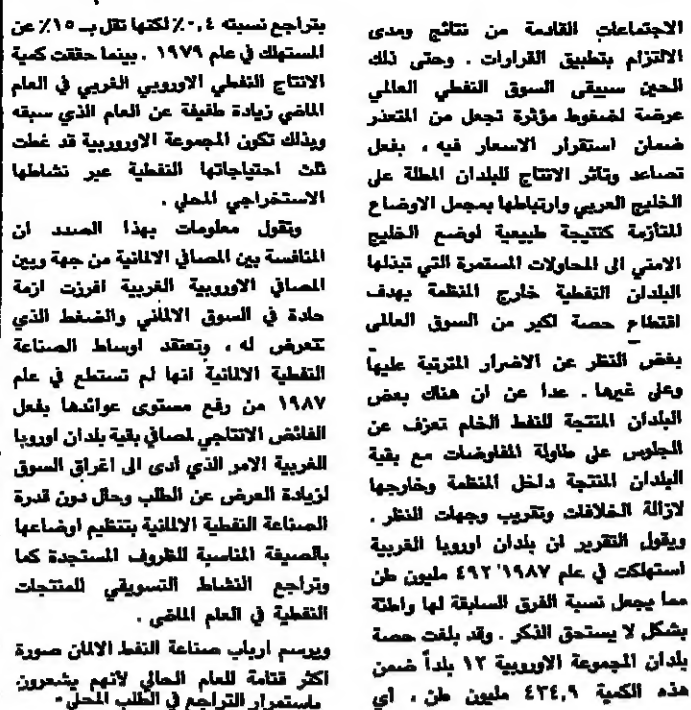 الاجتماعات القادمة من نتائج ومدى
الالتزام بتطبيق القرارات . وحتى ذلك
الحين سيبقى السوق النفطي العالمي
عرضة لضغوط مؤثرة تجعل من المتعذر
ضمان استقرار الاسعار فيه ، بفعل
تصاعد وتاثر الانتاج للبلدان المطلة على
الخليج العربي وارتباطها بمجمل الاوضاع
المتأزمة كنتيجة طبيعية لوضع الخليج
الامني الى المحاولات المستمرة التي تبذلها
البلدان النفطية خارج المنظمة بهدف
اقتطاع حصة اكبر من السوق العالمي
بغض النظر عن الاضرار المترتبة عليها
وعلى غيرها . عدا عن ان هناك بعض
البلدان المنتجة للنفط الخام تعزف عن
الجلوس على طاولة المفاوضات مع بقية
البلدان المنتجة داخل المنظمة وخارجها
لازالة الخلافات وتقريب وجهات النظر .
ويقول التقرير ان بلدان اوروبا الغربية
استهلكت في عام ١٩٨٧ ٤٩٢ مليون طن
مما يجعل نسبة الفرق السابقة لها واطئة
بشكل لا يستحق الذكر . وقد بلغت حصة
بلدان المجموعة الاوروبية ١٢ بلداً ضمن
هذه الكمية ٤٣٤,٩ مليون طن ، اي
بتراجع نسبته ٠,٤٪ لكنها تقل بـ ١٥٪ عن
المستهلك في عام ١٩٧٩ . بينما حققت كمية
الانتاج النفطي الاوروبي الغربي في العام
الماضي زيادة طفيفة عن العام الذي سبقه
وبذلك تكون المجموعة الاوروربية قد غطت
ثلث احتياجاتها النفطية عبر نشاطها
الاستخراجي المحلي .
وتقول معلومات بهذا الصدد ان
المنافسة بين المصافي الالمانية من جهة وبين
المصافي الاوروبية الغربية افرزت ازمة
حادة في السوق الالماني والضغط الذي
تتعرض له ، وتعتقد اوساط الصناعة
النفطية الالمانية انها لم تستطع في عام
١٩٨٧ من رفع مستوى عوائدها بفعل
الفائض الانتاجي لمصافي بقية بلدان اوروبا
الغربية الامر الذي أدى الى اغراق السوق
لزيادة العرض عن الطلب وحال دون قدرة
الصناعة النفطية الالمانية بتنظيم اوضاعها
بالصيغة المناسبة للظروف المستجدة كما
وتراجع النشاط التسويقي للمنتجات
النفطية في العام الماضي .
ويرسم ارباب صناعة النفط الالمان صورة
اكثر قتامة للعام الحالي لأنهم يشعرون
باستمرار التراجع في الطلب المحلي -